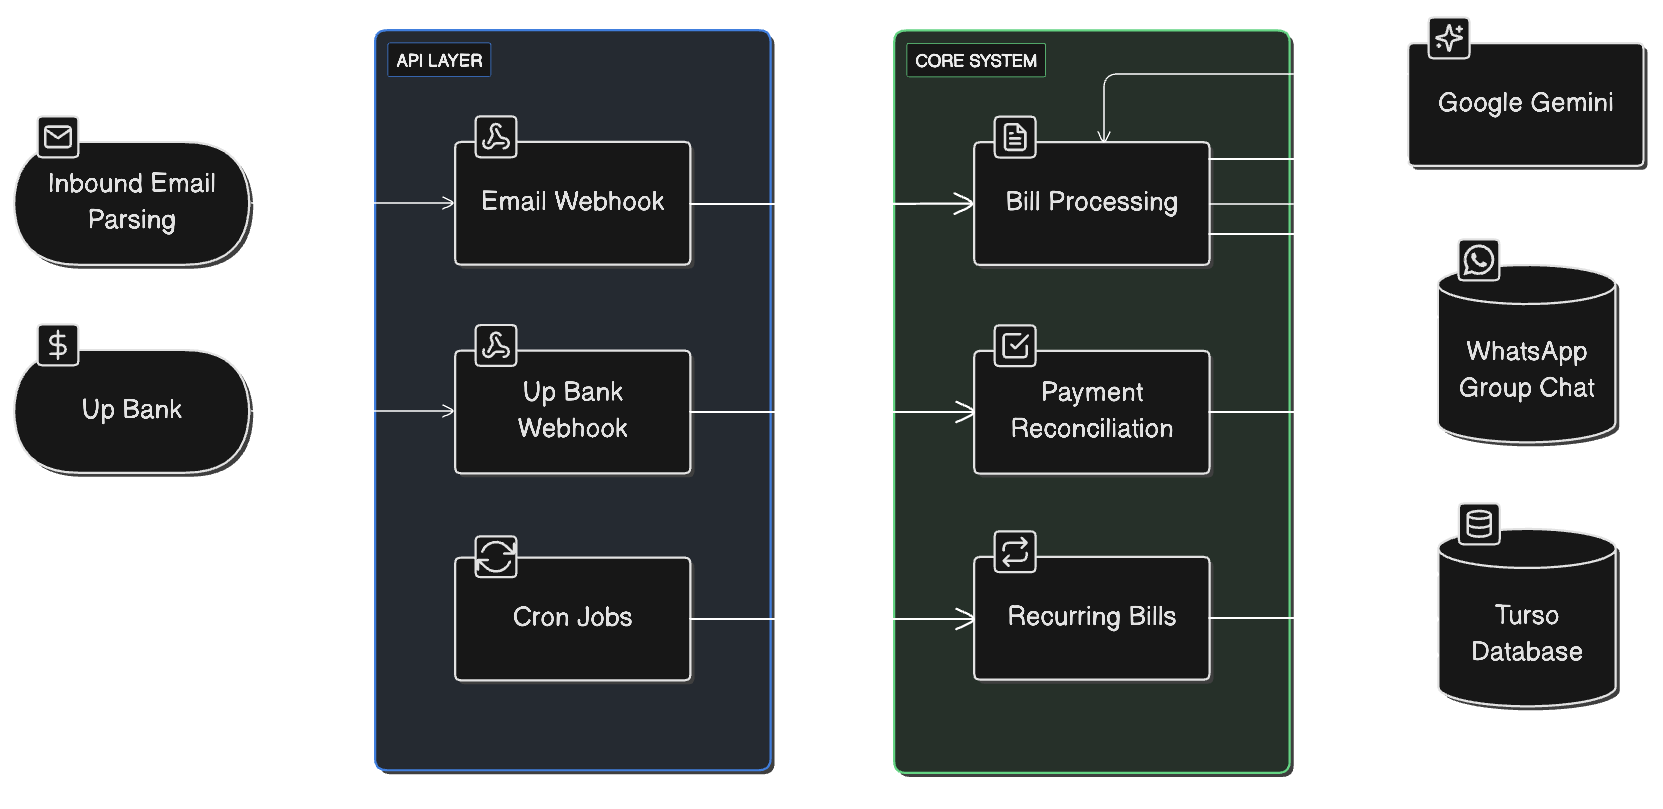 API LAYER
CORE SYSTEM
Google Gemini
Inbound Email
Parsing
Email Webhook
Bill Processing
WhatsApp
Group Chat
Up Bank
Up Bank
Webhook
Payment
Reconciliation
Cron Jobs
Recurring Bills
Turso
Database